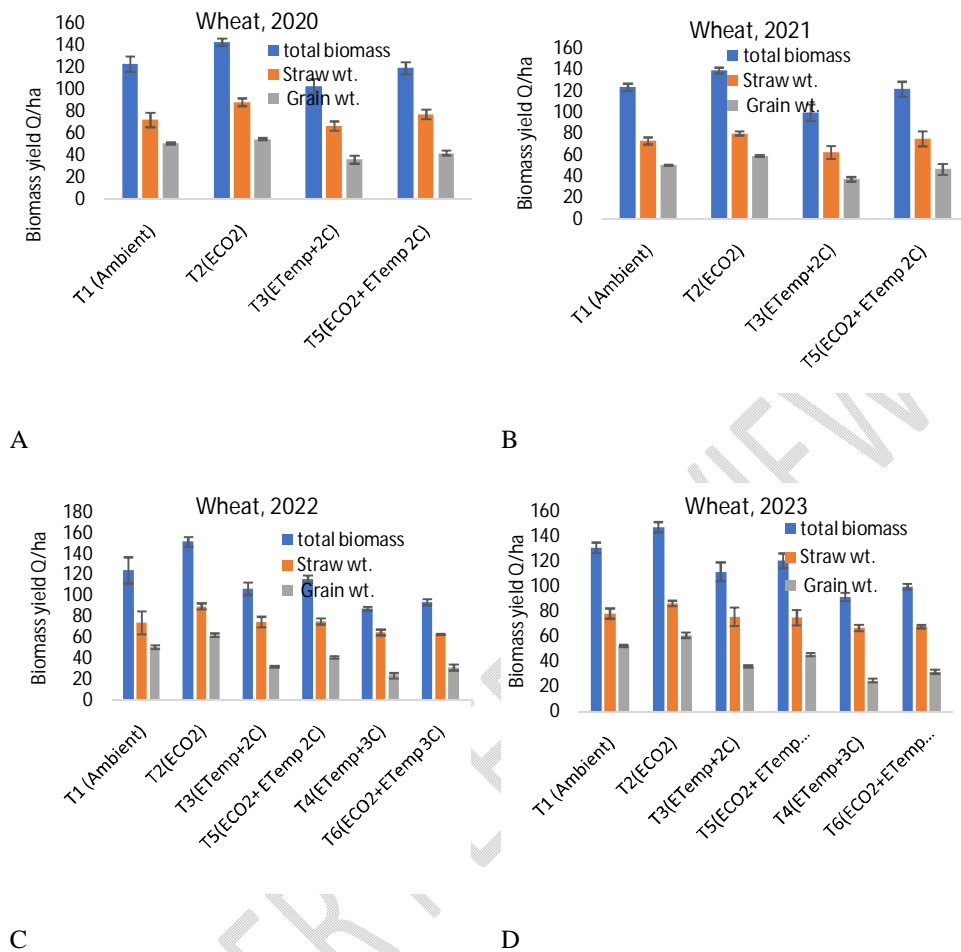 Wheat, 2020
total biomass
Straw wt.
Grain wt.
Biomass yield Q/ha
160
140
120
100
80
60
40
20
0
T1 (Ambient)
T2(ECO2)
T3(ETemp+2C)
T5(ECO2+ ETemp 2C)
A
Wheat, 2021
total biomass
Straw wt.
Grain wt.
Biomass yield Q/ha
160
140
120
100
80
60
40
20
0
T1 (Ambient)
T2(ECO2)
T3(ETemp+2C)
T5(ECO2+ ETemp 2C)
B
Wheat, 2022
total biomass
Straw wt.
Grain wt.
Biomass yield Q/ha
180
160
140
120
100
80
60
40
20
0
T1 (Ambient)
T2(ECO2)
T3(ETemp+2C)
T5(ECO2+ ETemp 2C)
T4(ETemp+3C)
T6(ECO2+ETemp 3C)
C
Wheat, 2023
total biomass
Straw wt.
Grain wt.
Biomass yield Q/ha
160
140
120
100
80
60
40
20
0
T1 (Ambient)
T2(ECO2)
T3(ETemp+2C)
T5(ECO2+ETemp...
T4(ETemp+3C)
T6(ECO2+ETemp...
D